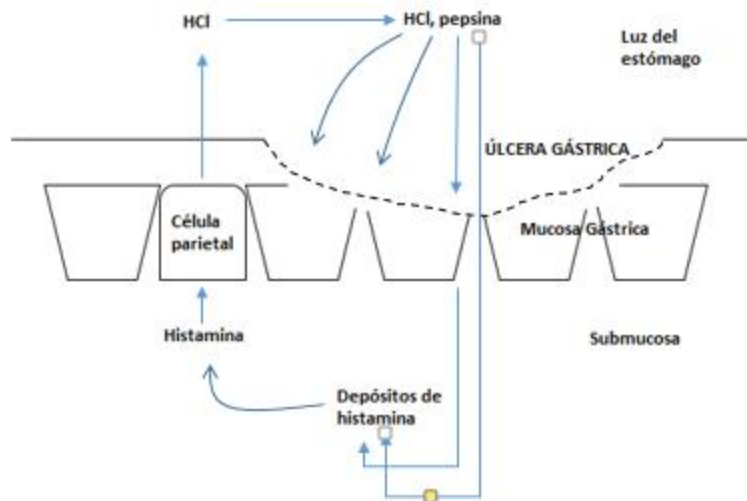 HCl
HCl, pepsina
Luz del
estómago
ÚLCERA GÁSTRICA
Célula
parietal
Mucosa Gástrica
Histamina
Submucosa
Depósitos de
histamina